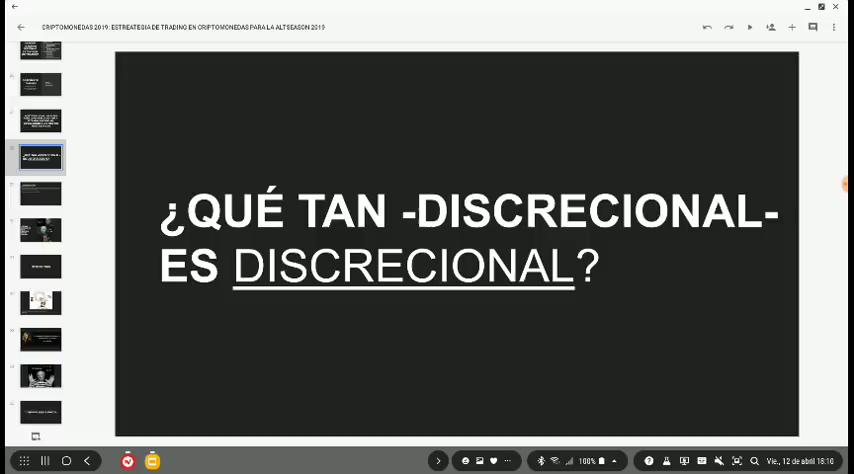 CRIPTOMONEDAS 2019: ESTREATEGIA DE TRADING EN CRIPTOMONEDAS PARA LA ALTSEASON 2019
¿QUÉ TAN -DISCRECIONAL-
ES DISCRECIONAL?
100%
Vie., 12 de abril 18:10